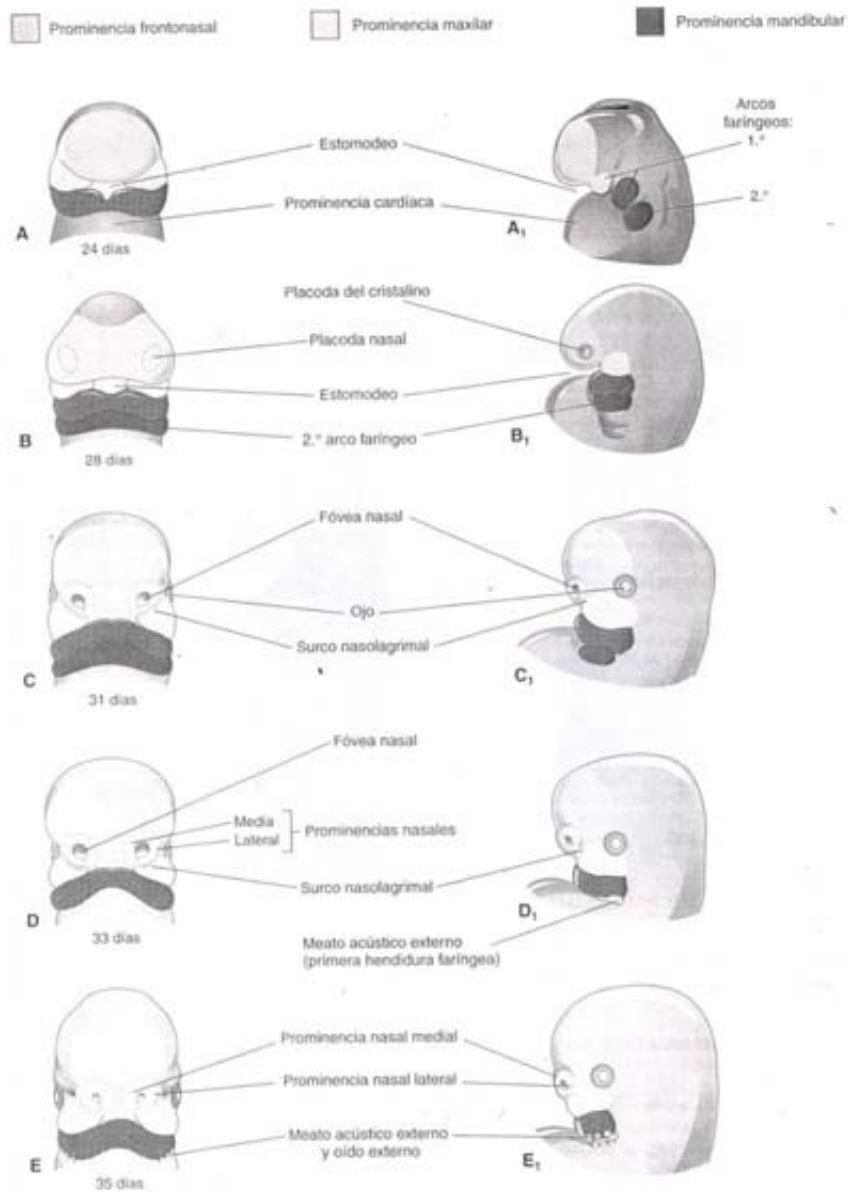 Prominencia frontonasal
Prominencia maxilar
Prominencia mandibular
Arcos
faríngeos:
1.°
2.°
Estomodeo
Prominencia cardíaca
A
24 días
A1
Placoda del cristalino
Placoda nasal
Estomodeo
2.° arco faríngeo
B
28 días
B1
Fóvea nasal
Ojo
Surco nasolagrimal
C
31 días
C1
Fóvea nasal
Media
Lateral
Prominencias nasales
Surco nasolagrimal
D
33 días
D1
Meato acústico externo
(primera hendidura faríngea)
Prominencia nasal medial
Prominencia nasal lateral
Meato acústico externo
y oído externo
E
35 días
E1